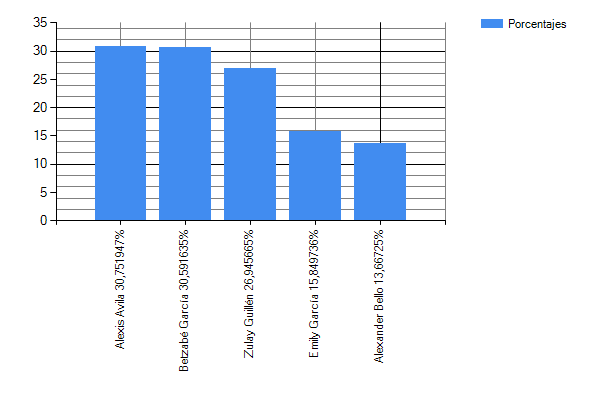 Porcentajes
35
30
25
20
15
10
5
0
Alexis Avila 30,751947%
Betzabé García 30,591635%
Zulay Guillén 26,945665%
Emily García 15,849736%
Alexander Bello 13,66725%